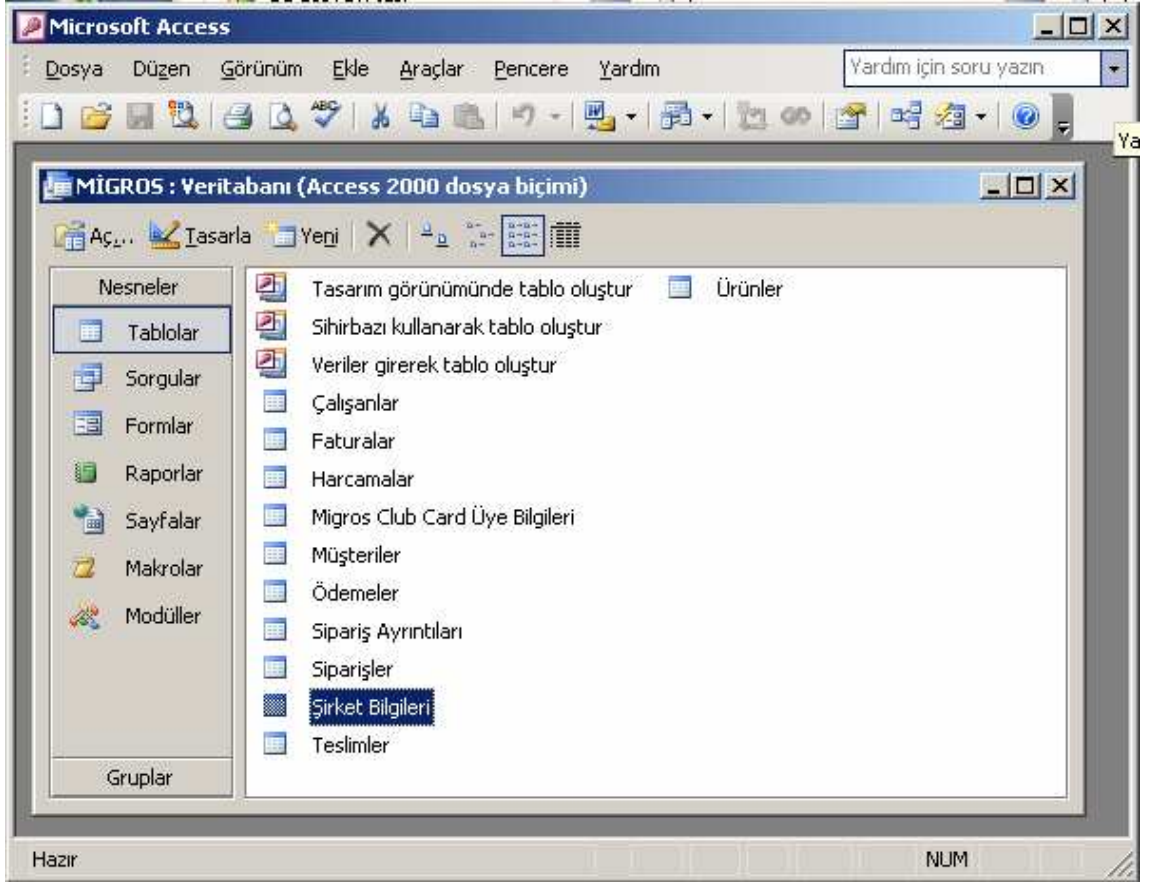 Microsoft Access
Dosya Düzen Görünüm Ekle Araçlar Pencere Yardım Yardım için soru yazın
Ya
MİGROS : Veritabanı (Access 2000 dosya biçimi)
Aç... Tasarla Yeni
Nesneler
Tablolar
Sorgular
Formlar
Raporlar
Sayfalar
Makrolar
Modüller
Gruplar
Tasarım görünümünde tablo oluştur
Sihirbazı kullanarak tablo oluştur
Veriler girerek tablo oluştur
Çalışanlar
Faturalar
Harcamalar
Migros Club Card Üye Bilgileri
Müşteriler
Ödemeler
Sipariş Ayrıntıları
Siparişler
Şirket Bilgileri
Teslimler
Ürünler
Hazır NUM